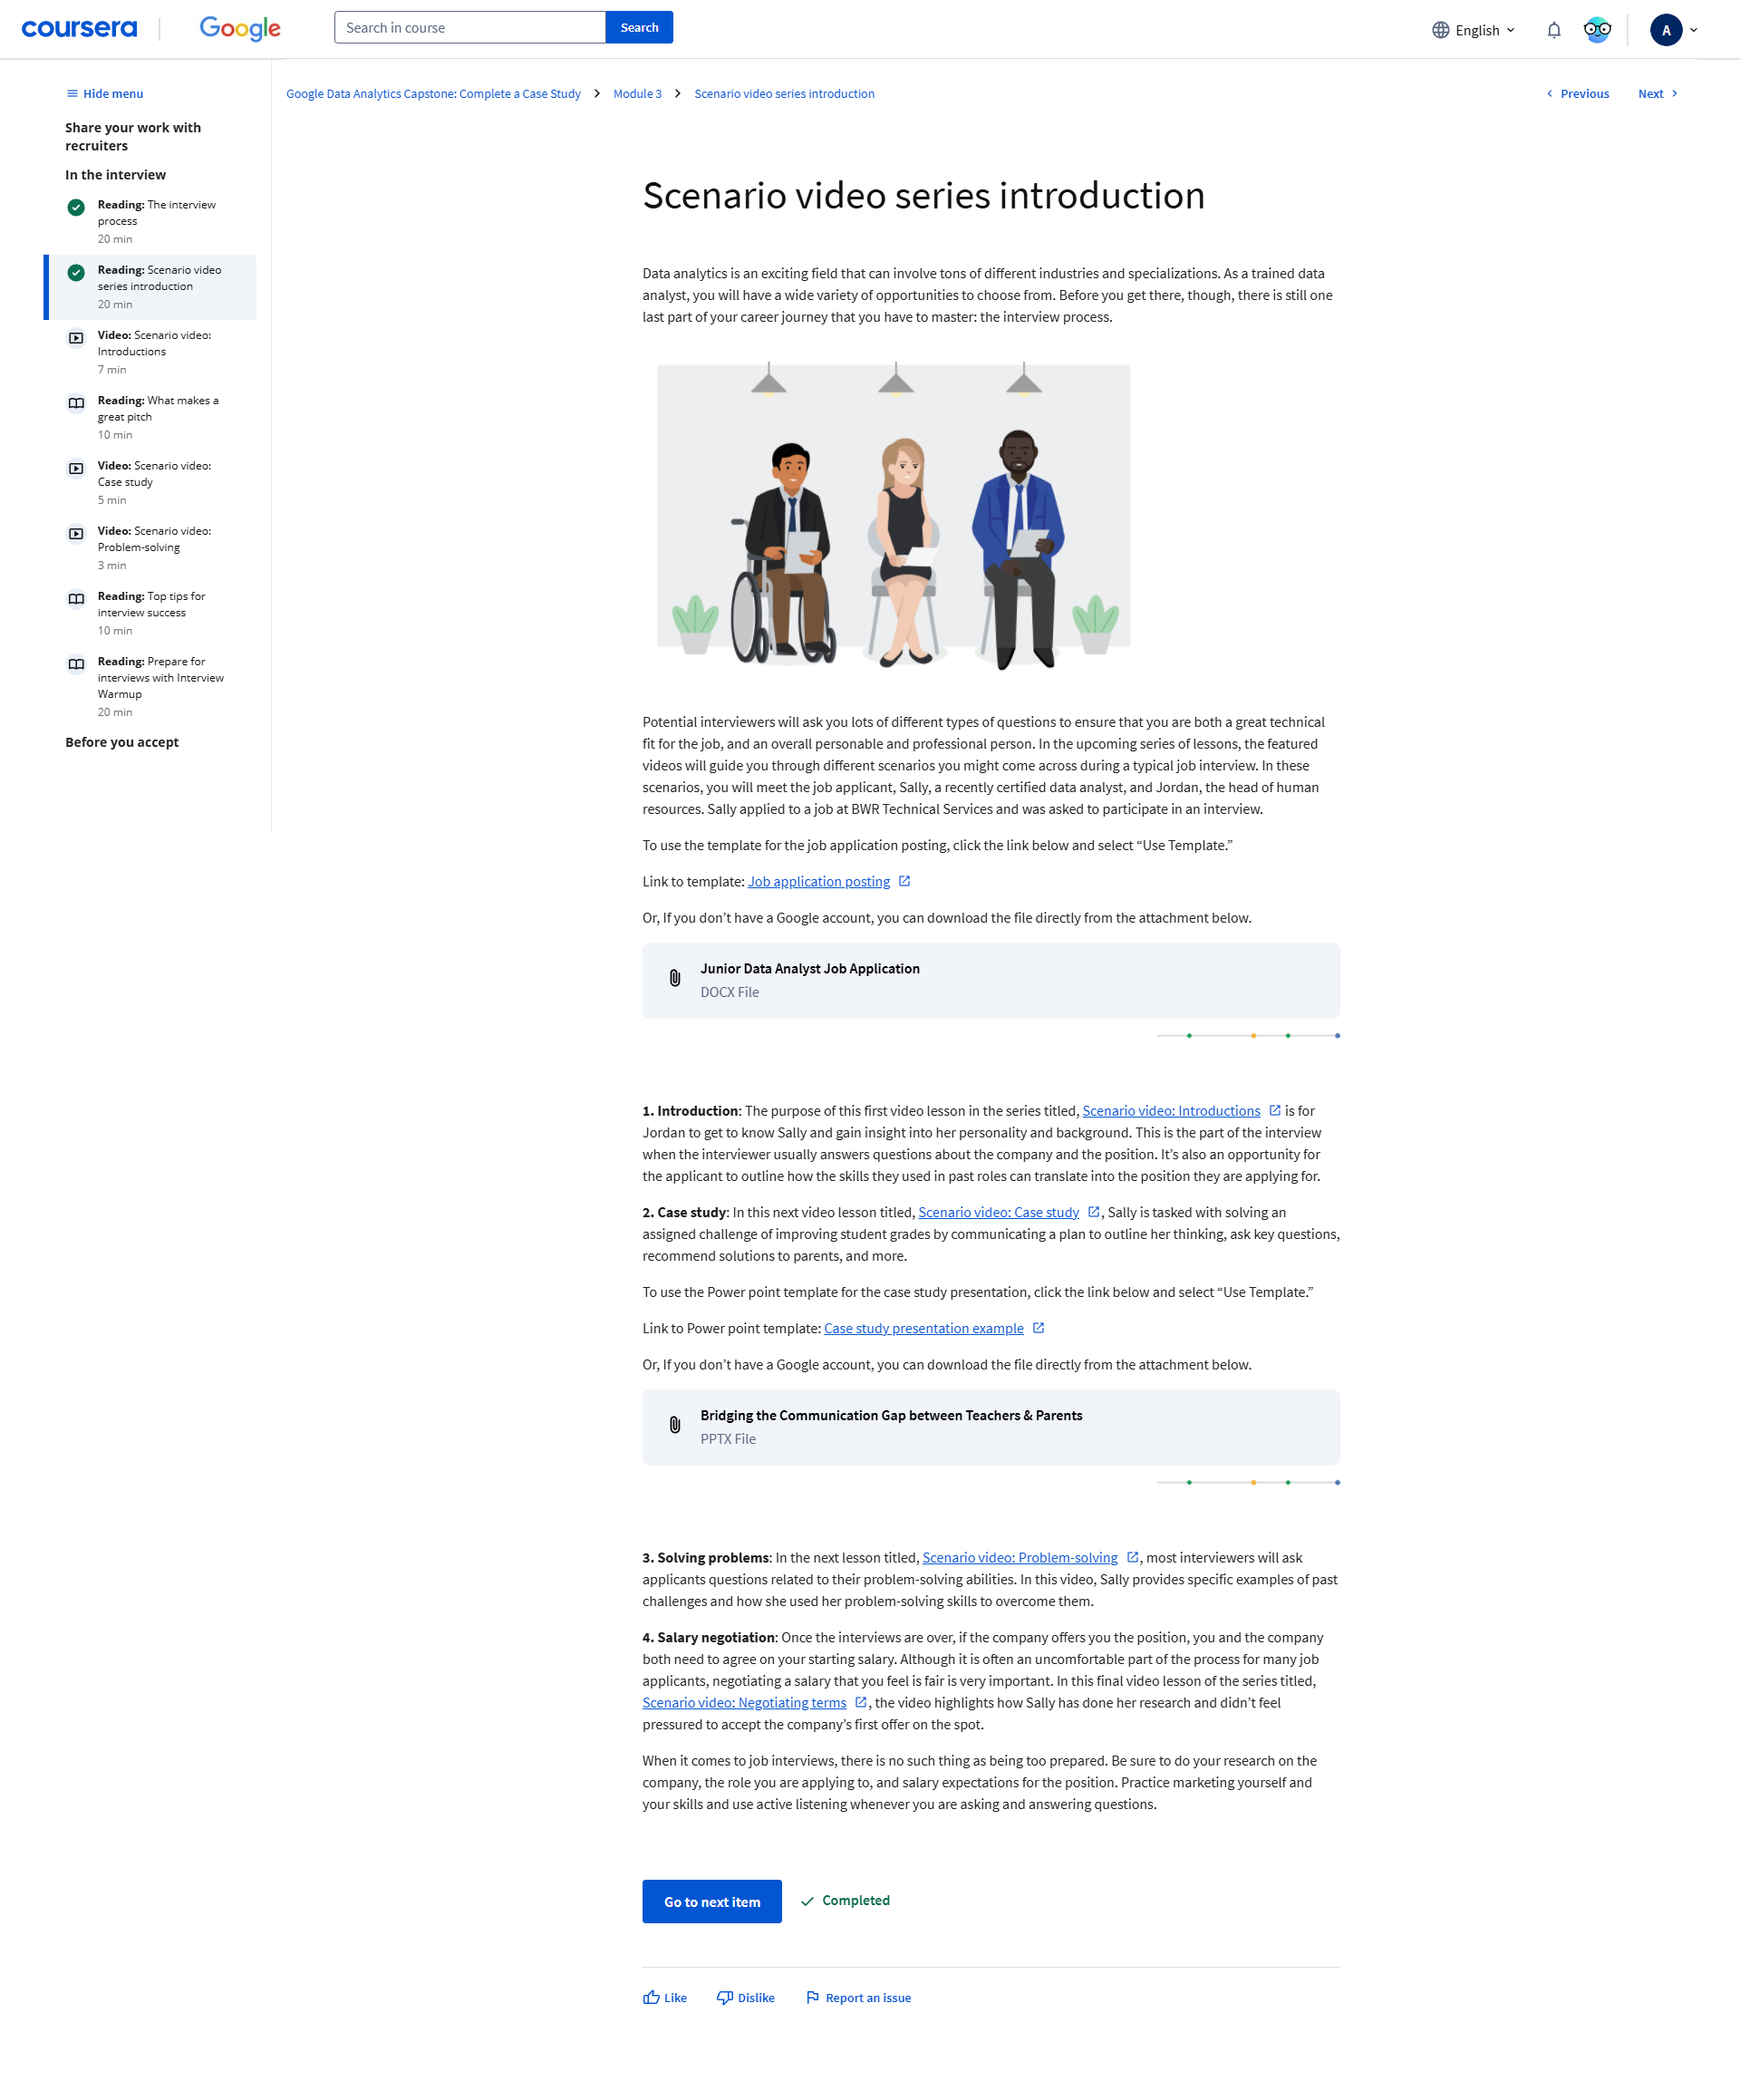 coursera
Google
Search in course
Search
English
A
Hide menu
Share your work with
recruiters
In the interview
Reading: The interview
process
20 min
Reading: Scenario video
series introduction
20 min
Video: Scenario video:
Introductions
7 min
Reading: What makes a
great pitch
10 min
Video: Scenario video:
Case study
5 min
Video: Scenario video:
Problem-solving
3 min
Reading: Top tips for
interview success
10 min
Reading: Prepare for
interviews with Interview
Warmup
20 min
Before you accept
Google Data Analytics Capstone: Complete a Case Study
Module 3
Scenario video series introduction
Previous
Next
Scenario video series introduction
Data analytics is an exciting field that can involve tons of different industries and specializations. As a trained data
analyst, you will have a wide variety of opportunities to choose from. Before you get there, though, there is still one
last part of your career journey that you have to master: the interview process.
Potential interviewers will ask you lots of different types of questions to ensure that you are both a great technical
fit for the job, and an overall personable and professional person. In the upcoming series of lessons, the featured
videos will guide you through different scenarios you might come across during a typical job interview. In these
scenarios, you will meet the job applicant, Sally, a recently certified data analyst, and Jordan, the head of human
resources. Sally applied to a job at BWR Technical Services and was asked to participate in an interview.
To use the template for the job application posting, click the link below and select “Use Template.”
Link to template: Job application posting
Or, If you don’t have a Google account, you can download the file directly from the attachment below.
Junior Data Analyst Job Application
DOCX File
1. Introduction: The purpose of this first video lesson in the series titled, Scenario video: Introductions is for
Jordan to get to know Sally and gain insight into her personality and background. This is the part of the interview
when the interviewer usually answers questions about the company and the position. It’s also an opportunity for
the applicant to outline how the skills they used in past roles can translate into the position they are applying for.
2. Case study: In this next video lesson titled, Scenario video: Case study, Sally is tasked with solving an
assigned challenge of improving student grades by communicating a plan to outline her thinking, ask key questions,
recommend solutions to parents, and more.
To use the Power point template for the case study presentation, click the link below and select “Use Template.”
Link to Power point template: Case study presentation example
Or, If you don’t have a Google account, you can download the file directly from the attachment below.
Bridging the Communication Gap between Teachers & Parents
PPTX File
3. Solving problems: In the next lesson titled, Scenario video: Problem-solving, most interviewers will ask
applicants questions related to their problem-solving abilities. In this video, Sally provides specific examples of past
challenges and how she used her problem-solving skills to overcome them.
4. Salary negotiation: Once the interviews are over, if the company offers you the position, you and the company
both need to agree on your starting salary. Although it is often an uncomfortable part of the process for many job
applicants, negotiating a salary that you feel is fair is very important. In this final video lesson of the series titled,
Scenario video: Negotiating terms, the video highlights how Sally has done her research and didn’t feel
pressured to accept the company’s first offer on the spot.
When it comes to job interviews, there is no such thing as being too prepared. Be sure to do your research on the
company, the role you are applying to, and salary expectations for the position. Practice marketing yourself and
your skills and use active listening whenever you are asking and answering questions.
Go to next item
Completed
Like
Dislike
Report an issue